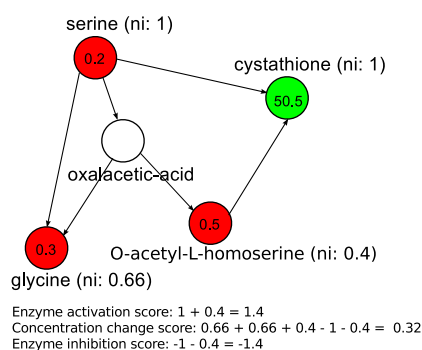 serine (ni: 1)
0.2
cystathione (ni: 1)
50.5
oxalacetic-acid
0.5
0.3
O-acetyl-L-homoserine (ni: 0.4)
glycine (ni: 0.66)
Enzyme activation score: 1 + 0.4 = 1.4
Concentration change score: 0.66 + 0.66 + 0.4 - 1 - 0.4 = 0.32
Enzyme inhibition score: -1 - 0.4 = -1.4